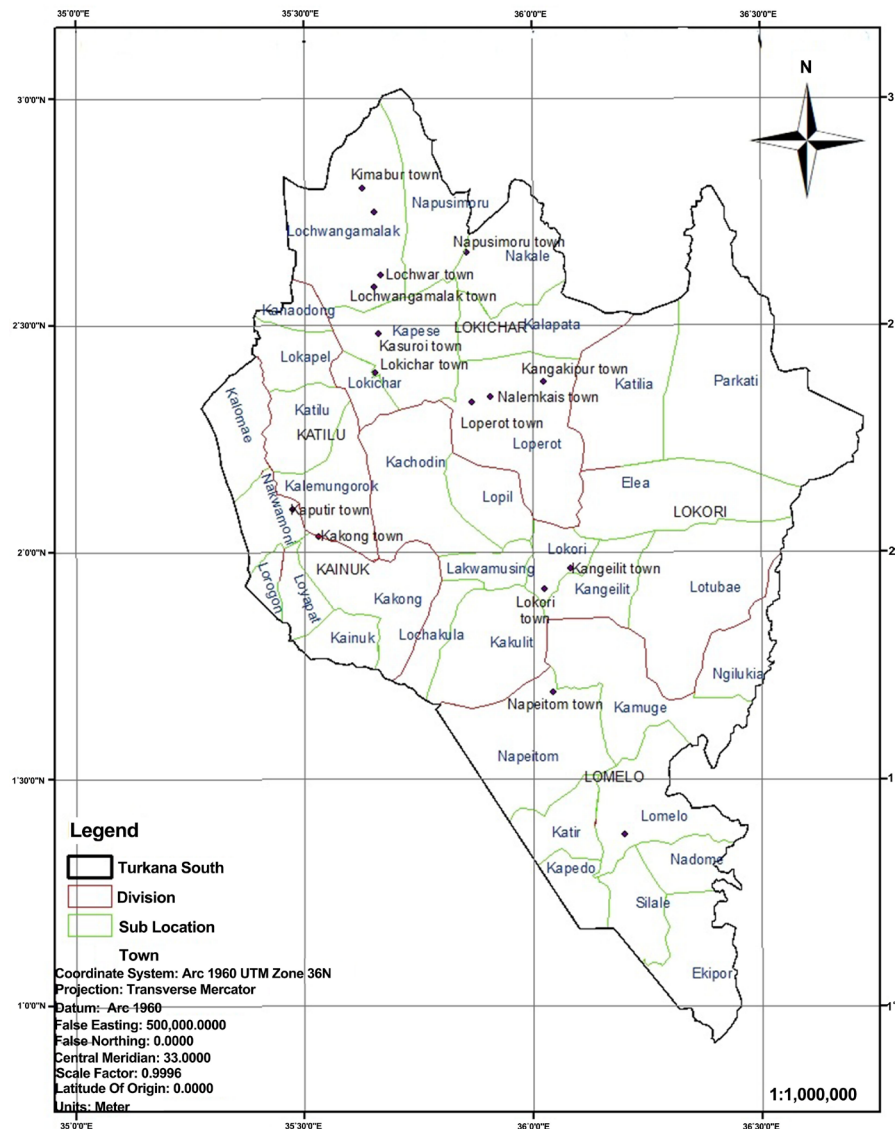 35'0'0"E 35'30'0"E 36'0'0"E 36'30'0"E
N
3'0'0"N
3
Kimabur town
Napusimoru
Lochwangamalak
Napusimoru town
Nakale
Lochwar town
Lochwangamalak town
Kanaodong
2'30'0"N
2
Kapese
LOKICHAR
Kalapata
Kasuroi town
Lokapel
Lokichar town
Lokichar
Kangakipur town
Katilia
Parkati
Nalemkais town
Kalomae
Katilu
Loperot town
KATILU
Loperot
Kachodin
Kalemungorok
Lopil
Elea
Nakwamoni
Kaputir town
LOKORI
Kakong town
2'0'0"N
2
Lokori
KAINUK
Lakwamusing
Kangeilit town
Lorogon
Loyapat
Kakong
Lokori
town
Kangeilit
Lotubae
Kainuk
Lochakula
Kakulit
Ngilukia
Napeitom town
Kamuge
Napeitom
LOMELO
1'30'0"N
1
Lomelo
Katir
Kapedo
Nadome
Silale
Ekipor
1'0'0"N
1
Legend
Turkana South
Division
Sub Location
Town
Coordinate System: Arc 1960 UTM Zone 36N
Projection: Transverse Mercator
Datum: Arc 1960
False Easting: 500,000.0000
False Northing: 0.0000
Central Meridian: 33.0000
Scale Factor: 0.9996
Latitude Of Origin: 0.0000
Units: Meter
1:1,000,000
35'0'0"E 35'30'0"E 36'0'0"E 36'30'0"E